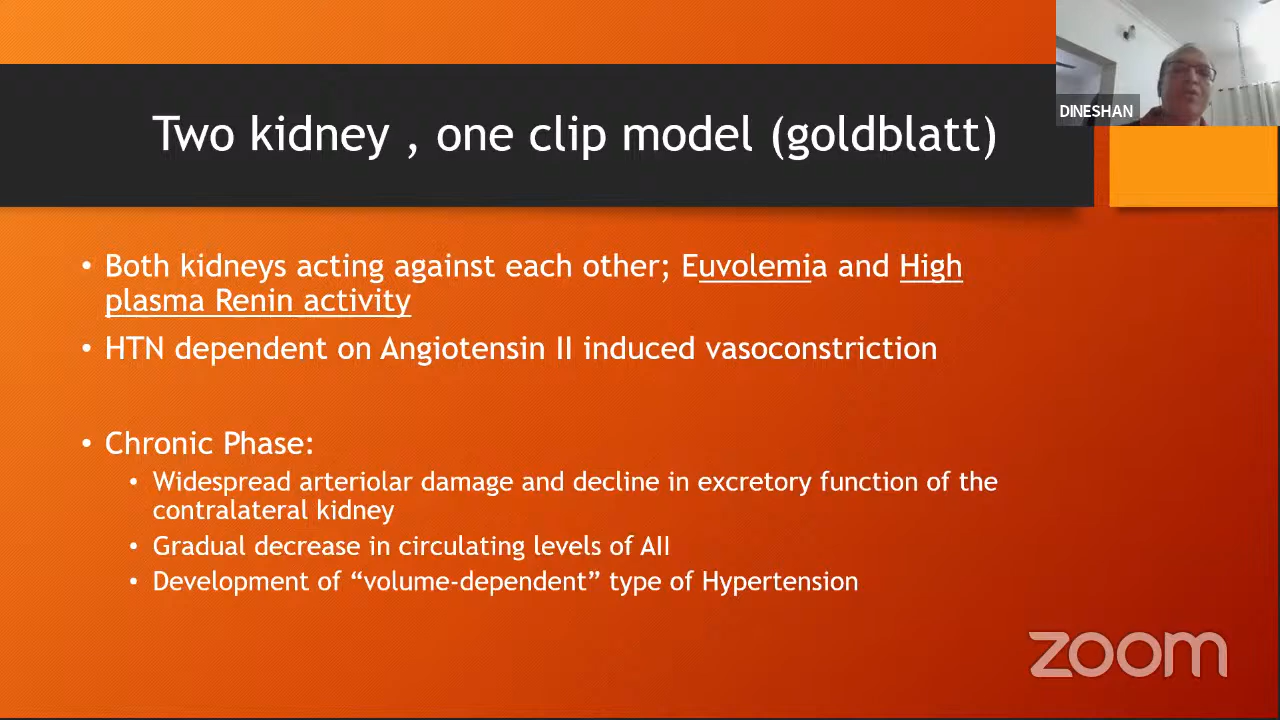 DINESHAN
Two kidney , one clip model (goldblatt)
• Both kidneys acting against each other; Euvolemia and High
plasma Renin activity
• HTN dependent on Angiotensin II induced vasoconstriction
• Chronic Phase:
• Widespread arteriolar damage and decline in excretory function of the
contralateral kidney
• Gradual decrease in circulating levels of AII
• Development of “volume-dependent” type of Hypertension
zoom